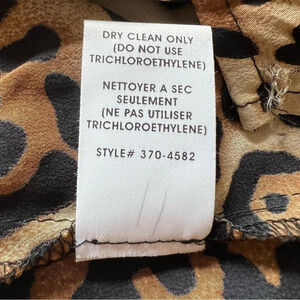 DRY CLEAN ONLY
(DO NOT USE
TRICHLOROETHYLENE)
NETTOYER A SEC
SEULEMENT
(NE PAS UTILISER
TRICHLOROETHYLENE)
STYLE# 370-4582